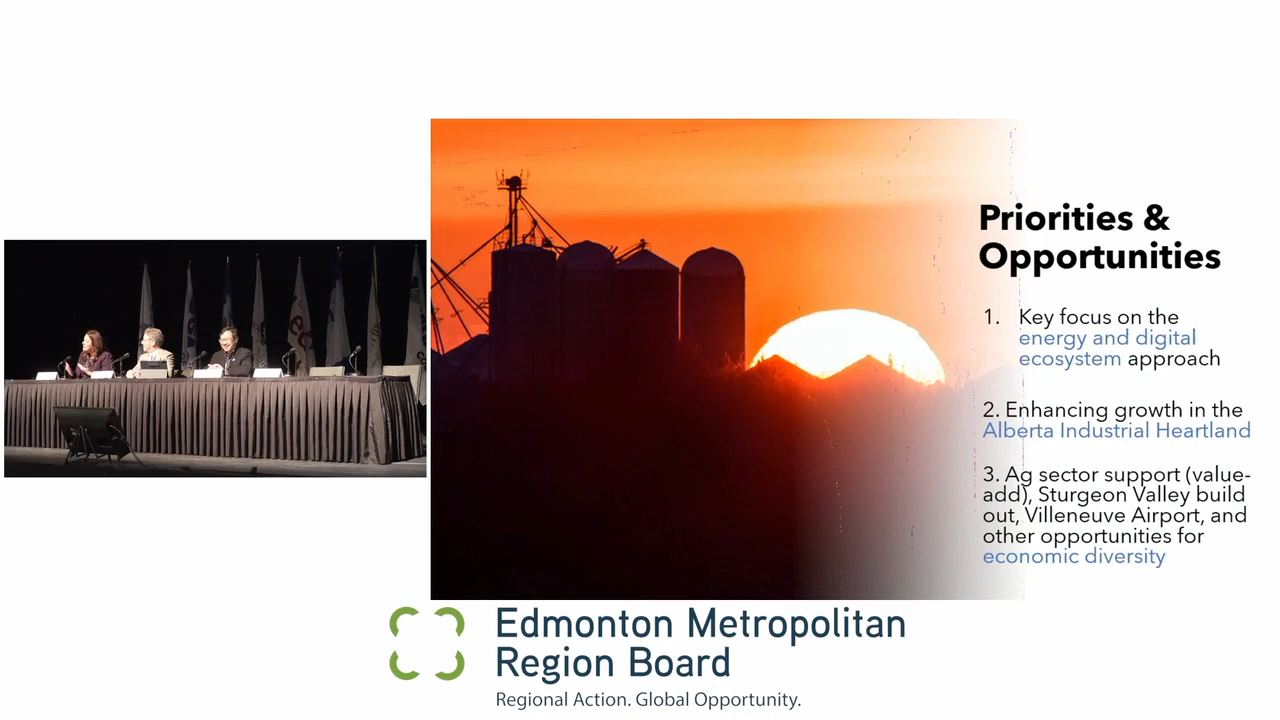 Priorities &
Opportunities
1. Key focus on the
energy and digital
ecosystem approach
2. Enhancing growth in the
Alberta Industrial Heartland
3. Ag sector support (value-
add), Sturgeon Valley build
out, Villeneuve Airport, and
other opportunities for
economic diversity
Edmonton Metropolitan
Region Board
Regional Action. Global Opportunity.